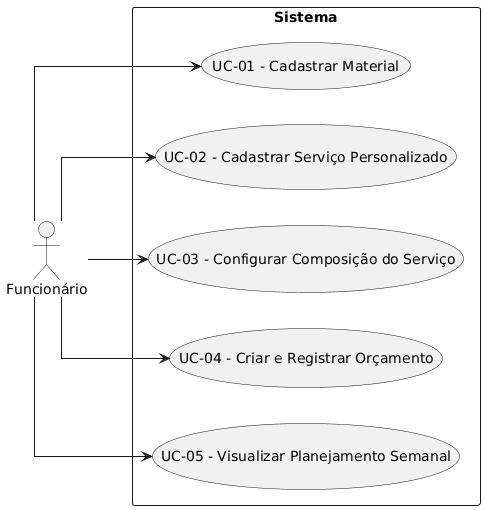 Sistema
UC-01 - Cadastrar Material
UC-02 - Cadastrar Serviço Personalizado
UC-03 - Configurar Composição do Serviço
Funcionário
UC-04 - Criar e Registrar Orçamento
UC-05 - Visualizar Planejamento Semanal